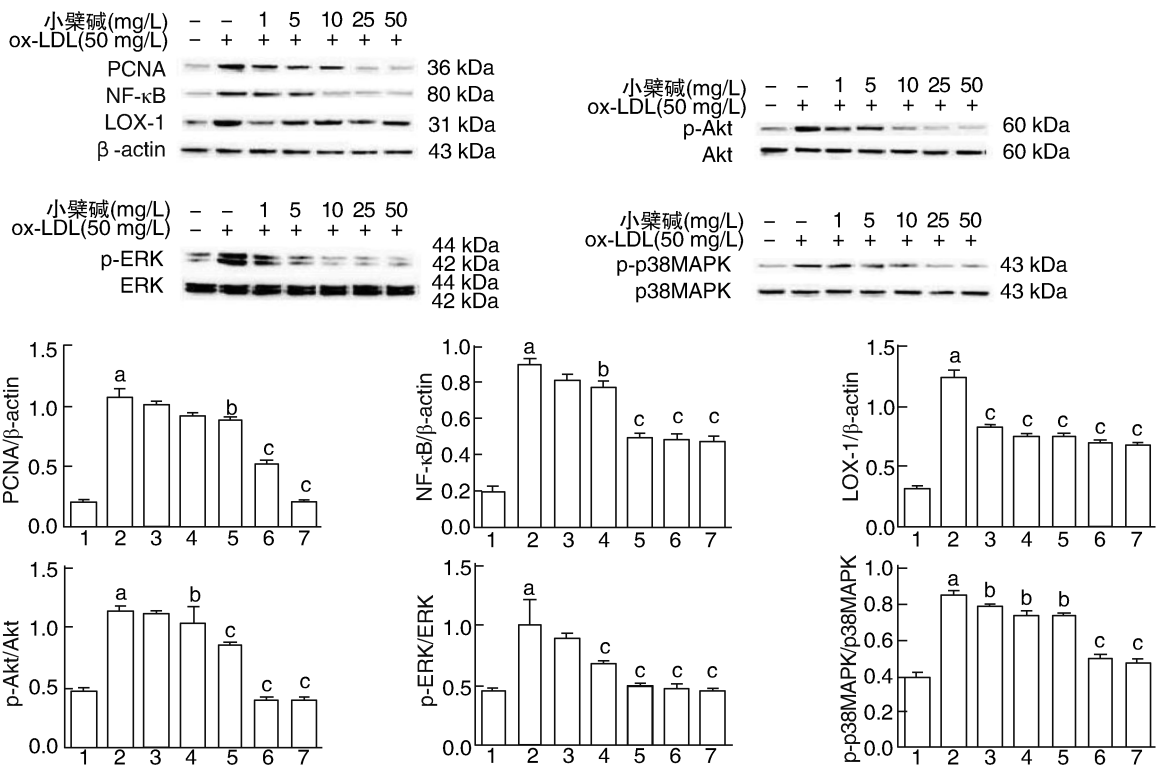 小檗碱(mg/L) − − 1 5 10 25 50
ox-LDL(50 mg/L) − + + + + + +
PCNA 36 kDa
NF-κB 80 kDa
LOX-1 31 kDa
β -actin 43 kDa
小檗碱(mg/L) − − 1 5 10 25 50
ox-LDL(50 mg/L) − + + + + + +
p-Akt 60 kDa
Akt 60 kDa
小檗碱(mg/L) − − 1 5 10 25 50
ox-LDL(50 mg/L) − + + + + + +
44 kDa
p-ERK 42 kDa
ERK 44 kDa
42 kDa
小檗碱(mg/L) − − 1 5 10 25 50
ox-LDL(50 mg/L) − + + + + + +
p-p38MAPK 43 kDa
p38MAPK 43 kDa
PCNA/β-actin
1.5
1.0
0.5
0.0
a b c c
1 2 3 4 5 6 7
NF-κB/β-actin
1.0
0.8
0.6
0.4
0.2
0.0
a b c c c
1 2 3 4 5 6 7
LOX-1/β-actin
1.5
1.0
0.5
0.0
a c c c c c
1 2 3 4 5 6 7
p-Akt/Akt
1.5
1.0
0.5
0.0
a b c c c
1 2 3 4 5 6 7
p-ERK/ERK
1.5
1.0
0.5
0.0
a c c c c
1 2 3 4 5 6 7
p-p38MAPK/p38MAPK
1.0
0.8
0.6
0.4
0.2
0.0
a b b b c c
1 2 3 4 5 6 7